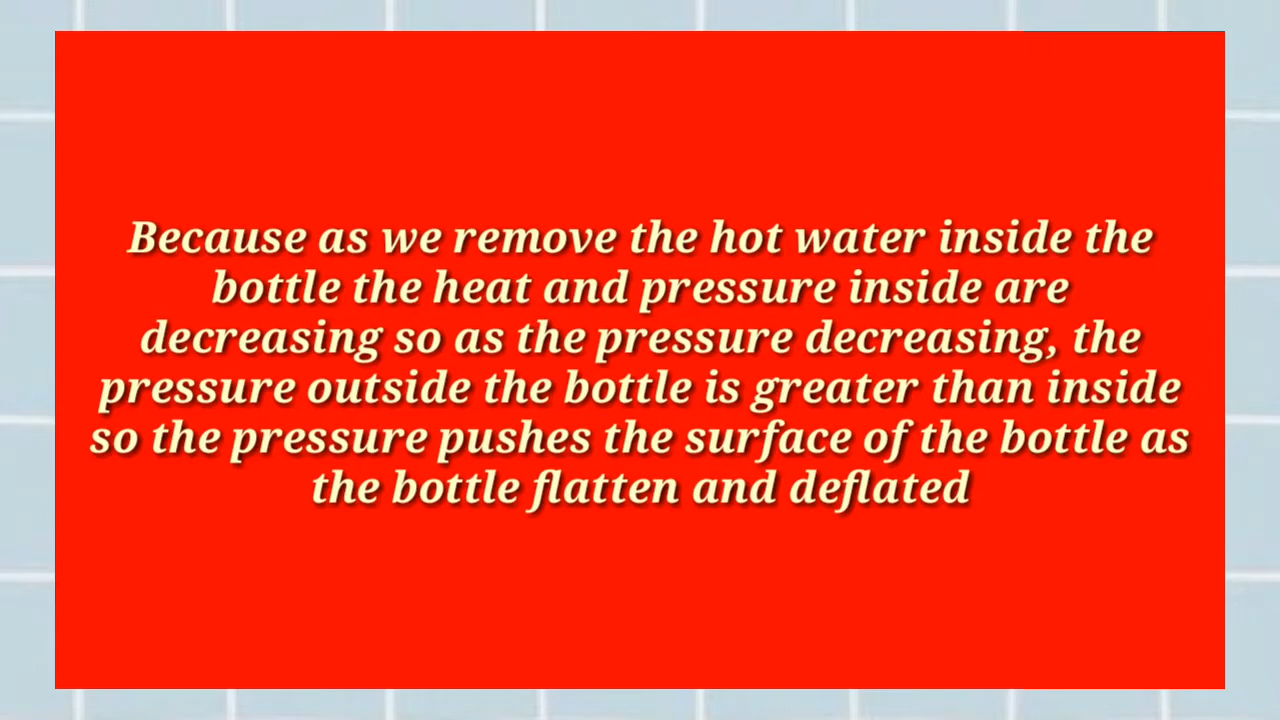 Because as we remove the hot water inside the
bottle the heat and pressure inside are
decreasing so as the pressure decreasing, the
pressure outside the bottle is greater than inside
so the pressure pushes the surface of the bottle as
the bottle flatten and deflated